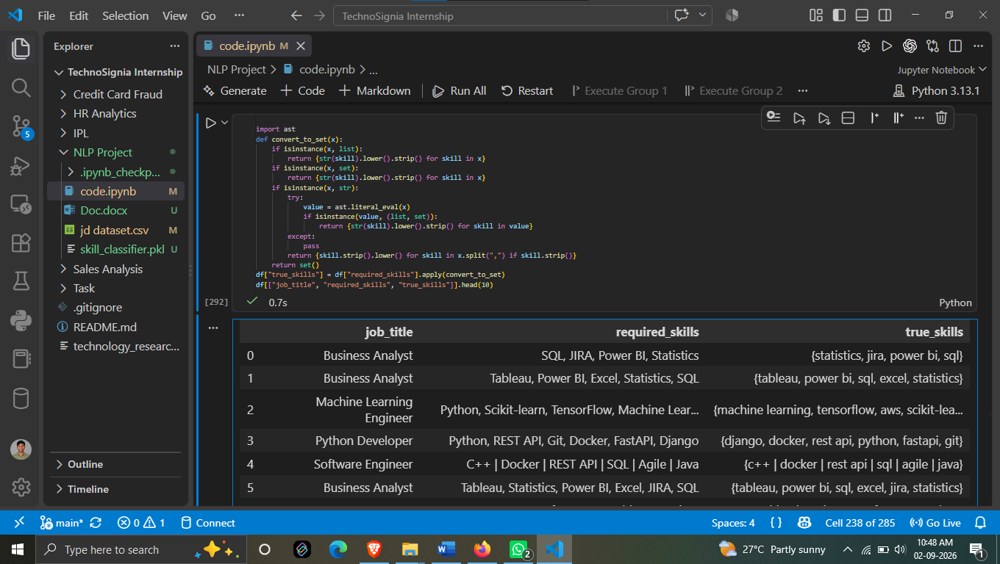 File Edit Selection View Go ··· TechnoSignia Internship
Explorer ···
TechnoSignia Internship
Credit Card Fraud
HR Analytics
IPL
NLP Project
.ipynb_checkp...
code.ipynb M
Doc.docx U
jd dataset.csv M
skill_classifier.pkl U
Sales Analysis
Task
.gitignore
README.md
technology_researc...
Outline
Timeline
5
code.ipynb M
NLP Project > code.ipynb > ...
Jupyter Notebook
Generate + Code + Markdown Run All Restart Execute Group 1 Execute Group 2 ··· Python 3.13.1
import ast
def convert_to_set(x):
    if isinstance(x, list):
        return {str(skill).lower().strip() for skill in x}
    if isinstance(x, set):
        return {str(skill).lower().strip() for skill in x}
    if isinstance(x, str):
        try:
            value = ast.literal_eval(x)
            if isinstance(value, (list, set)):
                return {str(skill).lower().strip() for skill in value}
        except:
            pass
        return {skill.strip().lower() for skill in x.split(",") if skill.strip()}
    return set()
df["true_skills"] = df["required_skills"].apply(convert_to_set)
df[["job_title", "required_skills", "true_skills"]].head(10)
[292] 0.7s Python
job_title required_skills true_skills
0 Business Analyst SQL, JIRA, Power BI, Statistics {statistics, jira, power bi, sql}
1 Business Analyst Tableau, Power BI, Excel, Statistics, SQL {tableau, power bi, sql, excel, statistics}
2 Machine Learning Engineer Python, Scikit-learn, TensorFlow, Machine Lear... {machine learning, tensorflow, aws, scikit-lea...
3 Python Developer Python, REST API, Git, Docker, FastAPI, Django {django, docker, rest api, python, fastapi, git}
4 Software Engineer C++ | Docker | REST API | SQL | Agile | Java {c++ | docker | rest api | sql | agile | java}
5 Business Analyst Tableau, Statistics, Power BI, Excel, JIRA, SQL {tableau, power bi, sql, excel, jira, statistics}
main* 0 1 Connect Spaces: 4 { } Cell 238 of 285 Go Live
Type here to search 2 27°C Partly sunny 10:48 AM 1
02-09-2026